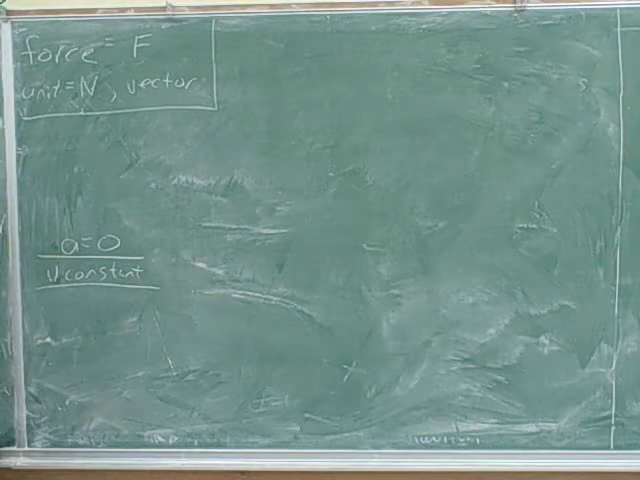 force = F
unit = N, vector
a=0
v constant